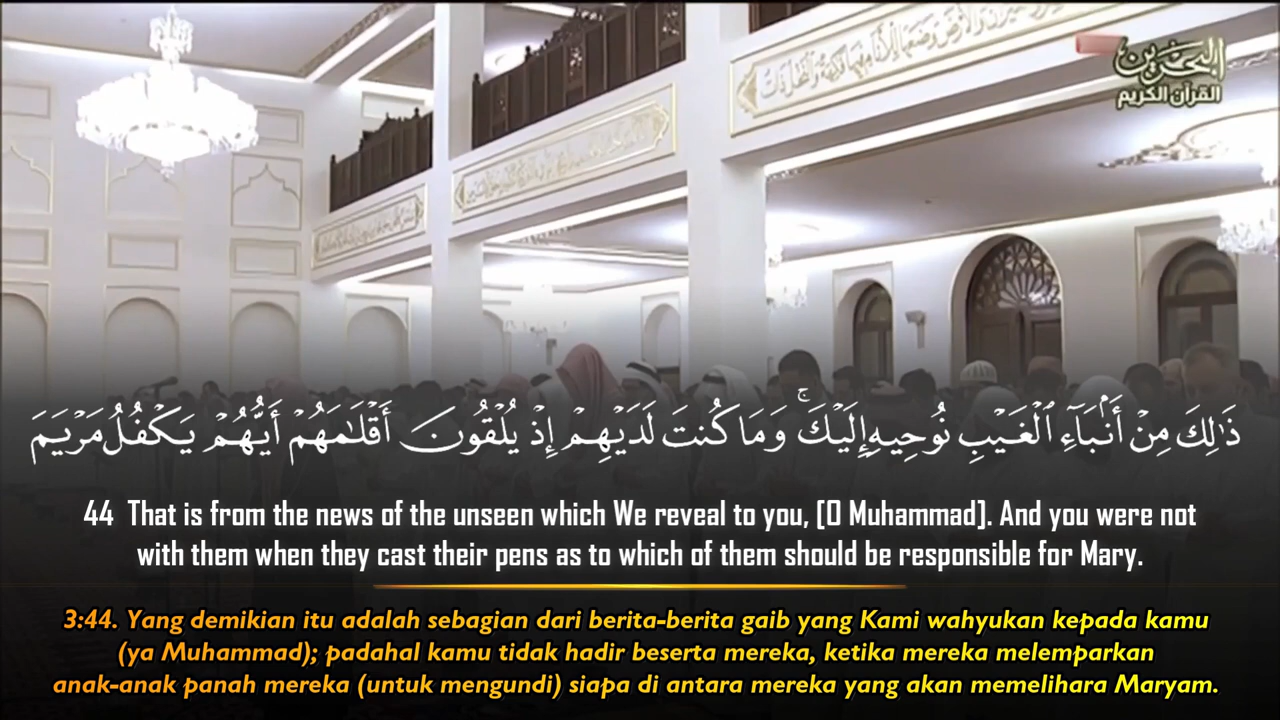 البحرين
القرآن الكريم
ذَٰلِكَ مِنْ أَنۢبَآءِ ٱلْغَيْبِ نُوحِيهِ إِلَيْكَ ۚ وَمَا كُنتَ لَدَيْهِمْ إِذْ يُلْقُونَ أَقْلَٰمَهُمْ أَيُّهُمْ يَكْفُلُ مَرْيَمَ
44 That is from the news of the unseen which We reveal to you, [O Muhammad]. And you were not
with them when they cast their pens as to which of them should be responsible for Mary.
3:44. Yang demikian itu adalah sebagian dari berita-berita gaib yang Kami wahyukan kepada kamu
(ya Muhammad); padahal kamu tidak hadir beserta mereka, ketika mereka melemparkan
anak-anak panah mereka (untuk mengundi) siapa di antara mereka yang akan memelihara Maryam.